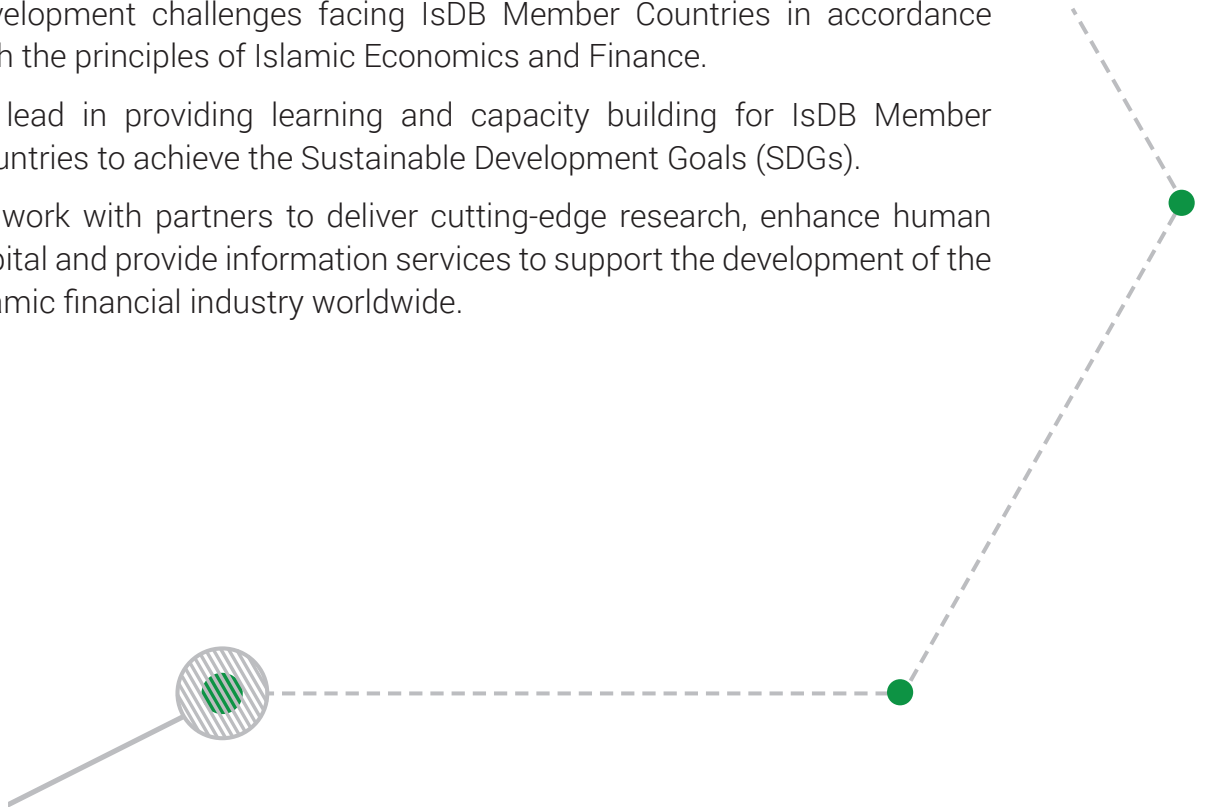 velopment challenges facing IsDB Member Countries in accordance
h the principles of Islamic Economics and Finance.
lead in providing learning and capacity building for IsDB Member
untries to achieve the Sustainable Development Goals (SDGs).
work with partners to deliver cutting-edge research, enhance human
pital and provide information services to support the development of the
amic financial industry worldwide.